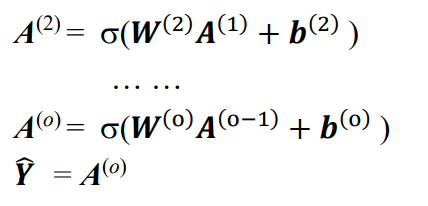 A⁽²⁾ = σ(W⁽²⁾A⁽¹⁾ + b⁽²⁾ )
… …
A⁽ᵒ⁾ = σ(W⁽ᵒ⁾A⁽ᵒ⁻¹⁾ + b⁽ᵒ⁾ )
Ŷ = A⁽ᵒ⁾